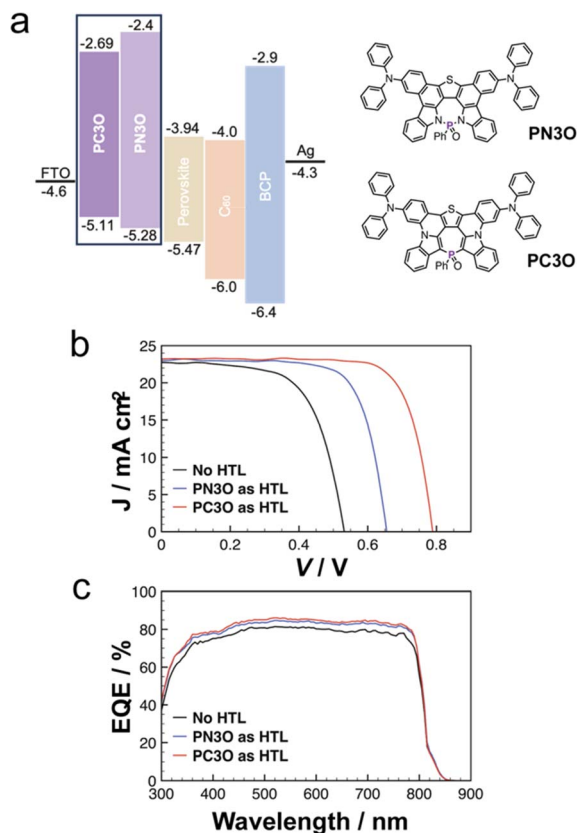 a
-2.69
-2.4
PC3O
PN3O
FTO
-4.6
-5.11
-5.28
-3.94
Perovskite
-5.47
-4.0
C60
-6.0
-2.9
BCP
-6.4
Ag
-4.3
N
S
N
N
P
N
Ph
O
PN3O
N
S
N
N
N
Ph
P
O
PC3O
b
J / mA cm²
25
20
15
10
5
0
No HTL
PN3O as HTL
PC3O as HTL
0 0.2 0.4 0.6 0.8
V / V
c
EQE / %
100
80
60
40
20
0
No HTL
PN3O as HTL
PC3O as HTL
300 400 500 600 700 800 900
Wavelength / nm